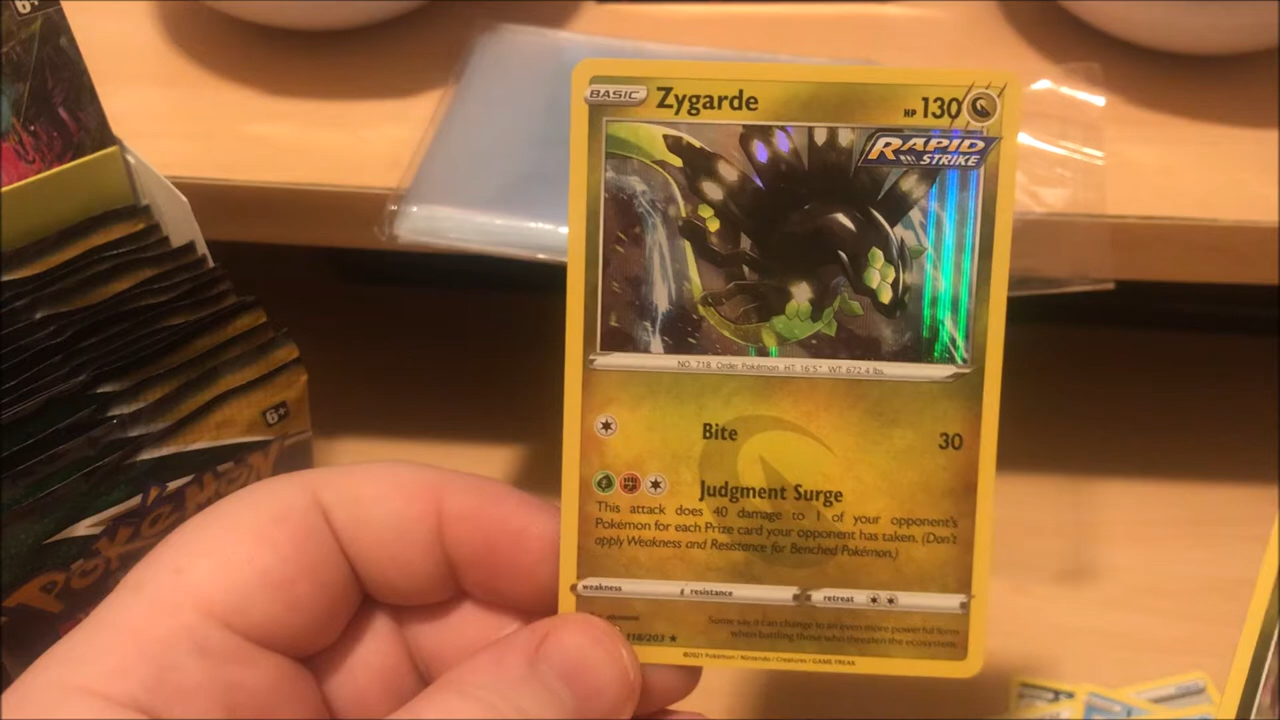 6+
BASIC Zygarde HP 130
RAPID
STRIKE
NO. 718 Order Pokémon HT: 16'5" WT: 672.4 lbs.
Bite 30
Judgment Surge
This attack does 40 damage to 1 of your opponent's
Pokémon for each Prize card your opponent has taken. (Don't
apply Weakness and Resistance for Benched Pokémon.)
weakness resistance retreat
Some say it can change to an even more powerful form
when battling those who threaten the ecosystem.
118/203
©2021 Pokémon / Nintendo / Creatures / GAME FREAK
6+
POKÉMON